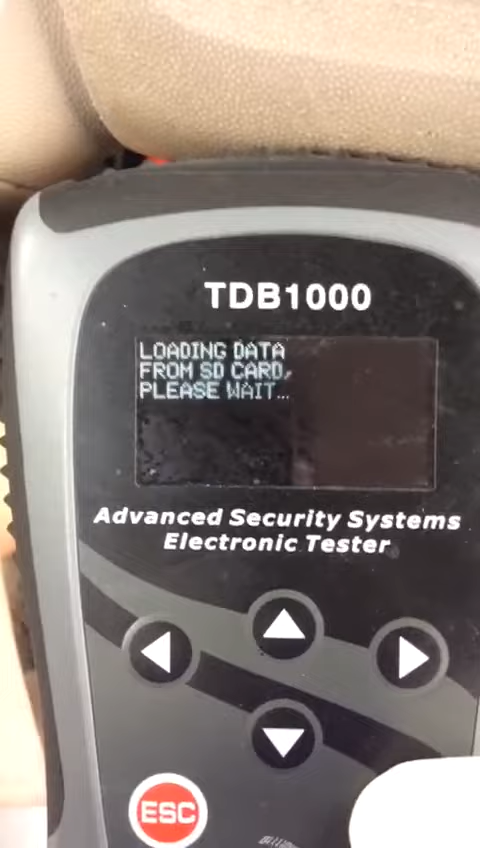 TDB1000
LOADING DATA
FROM SD CARD,
PLEASE WAIT...
Advanced Security Systems
Electronic Tester
ESC